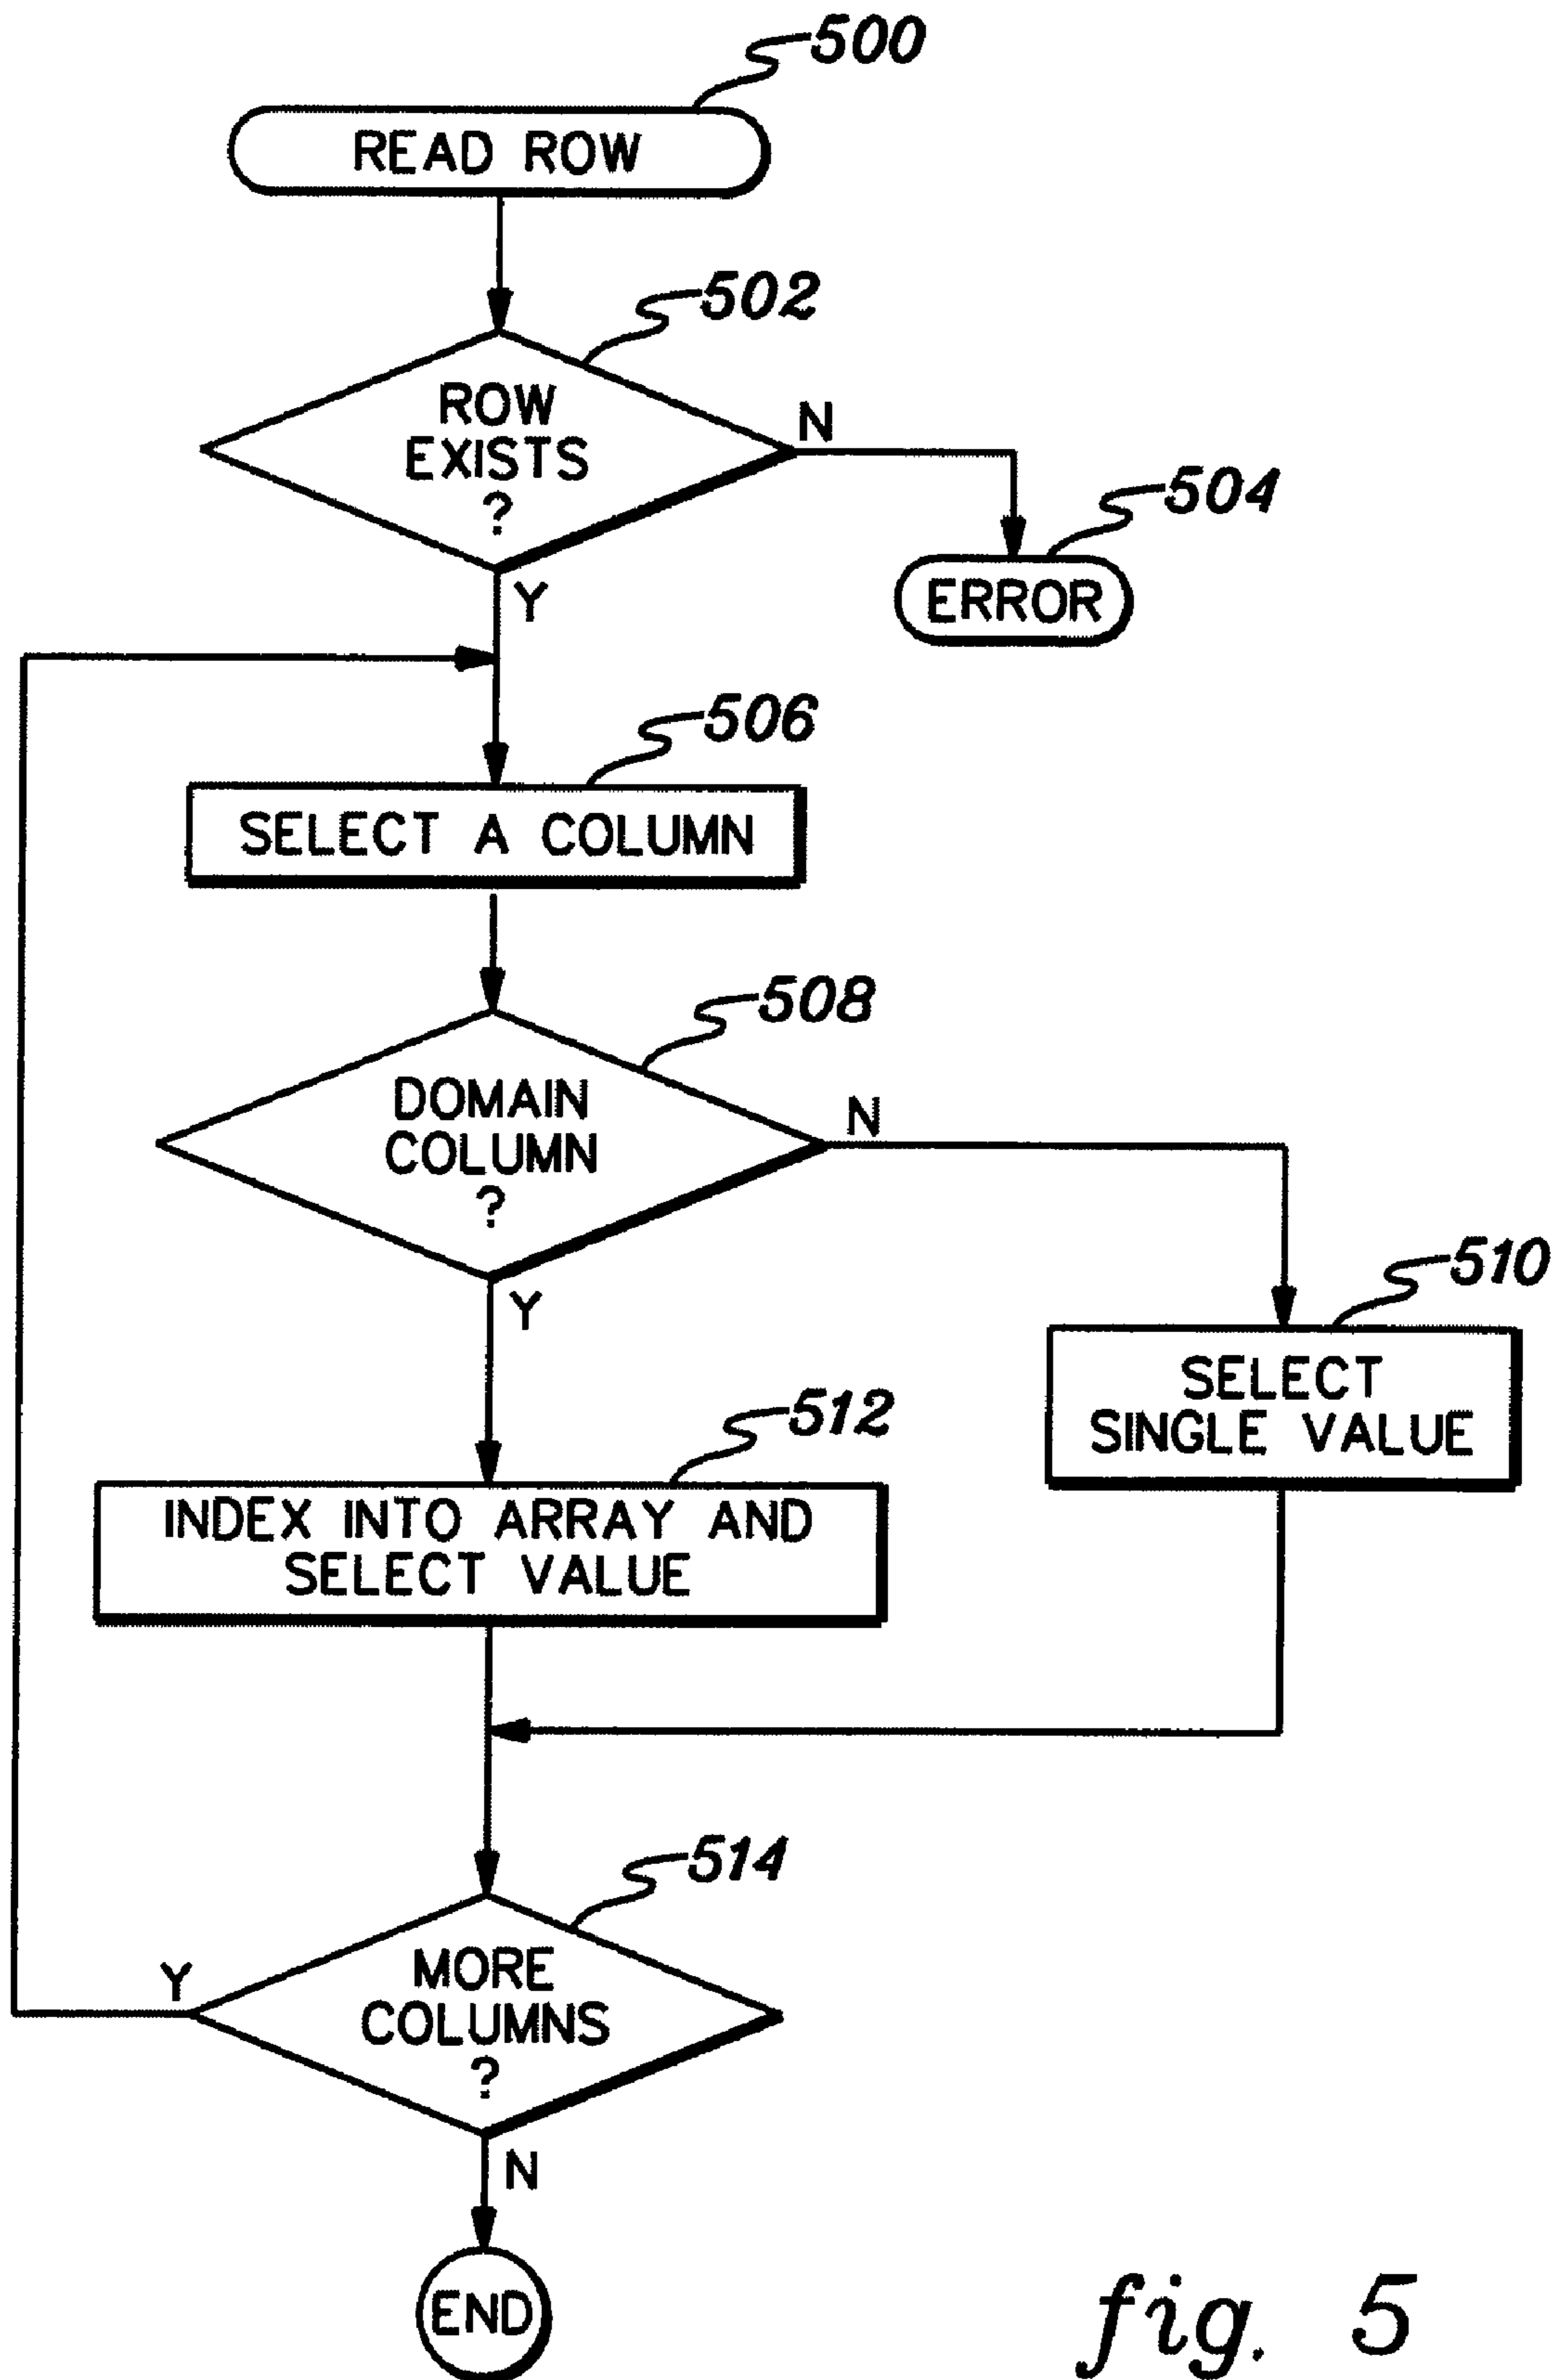 500
READ ROW
502
ROW
EXISTS
?
N
504
ERROR
Y
506
SELECT A COLUMN
508
DOMAIN
COLUMN
?
N
Y
510
SELECT
SINGLE VALUE
512
INDEX INTO ARRAY AND
SELECT VALUE
514
MORE
COLUMNS
?
Y
N
END
fig. 5